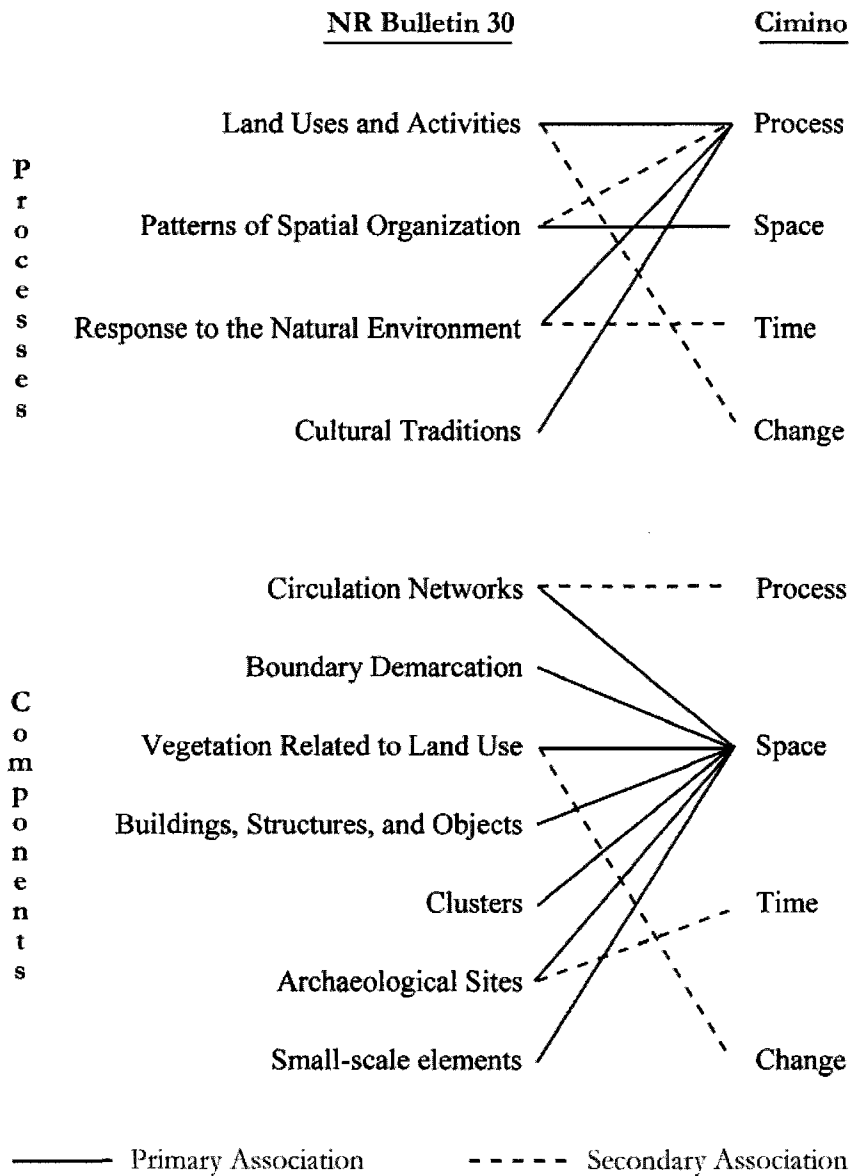 NR Bulletin 30 Cimino
Processes
Land Uses and Activities Process
Patterns of Spatial Organization Space
Response to the Natural Environment Time
Cultural Traditions Change
Components
Circulation Networks Process
Boundary Demarcation
Vegetation Related to Land Use Space
Buildings, Structures, and Objects
Clusters Time
Archaeological Sites
Small-scale elements Change
Primary Association Secondary Association